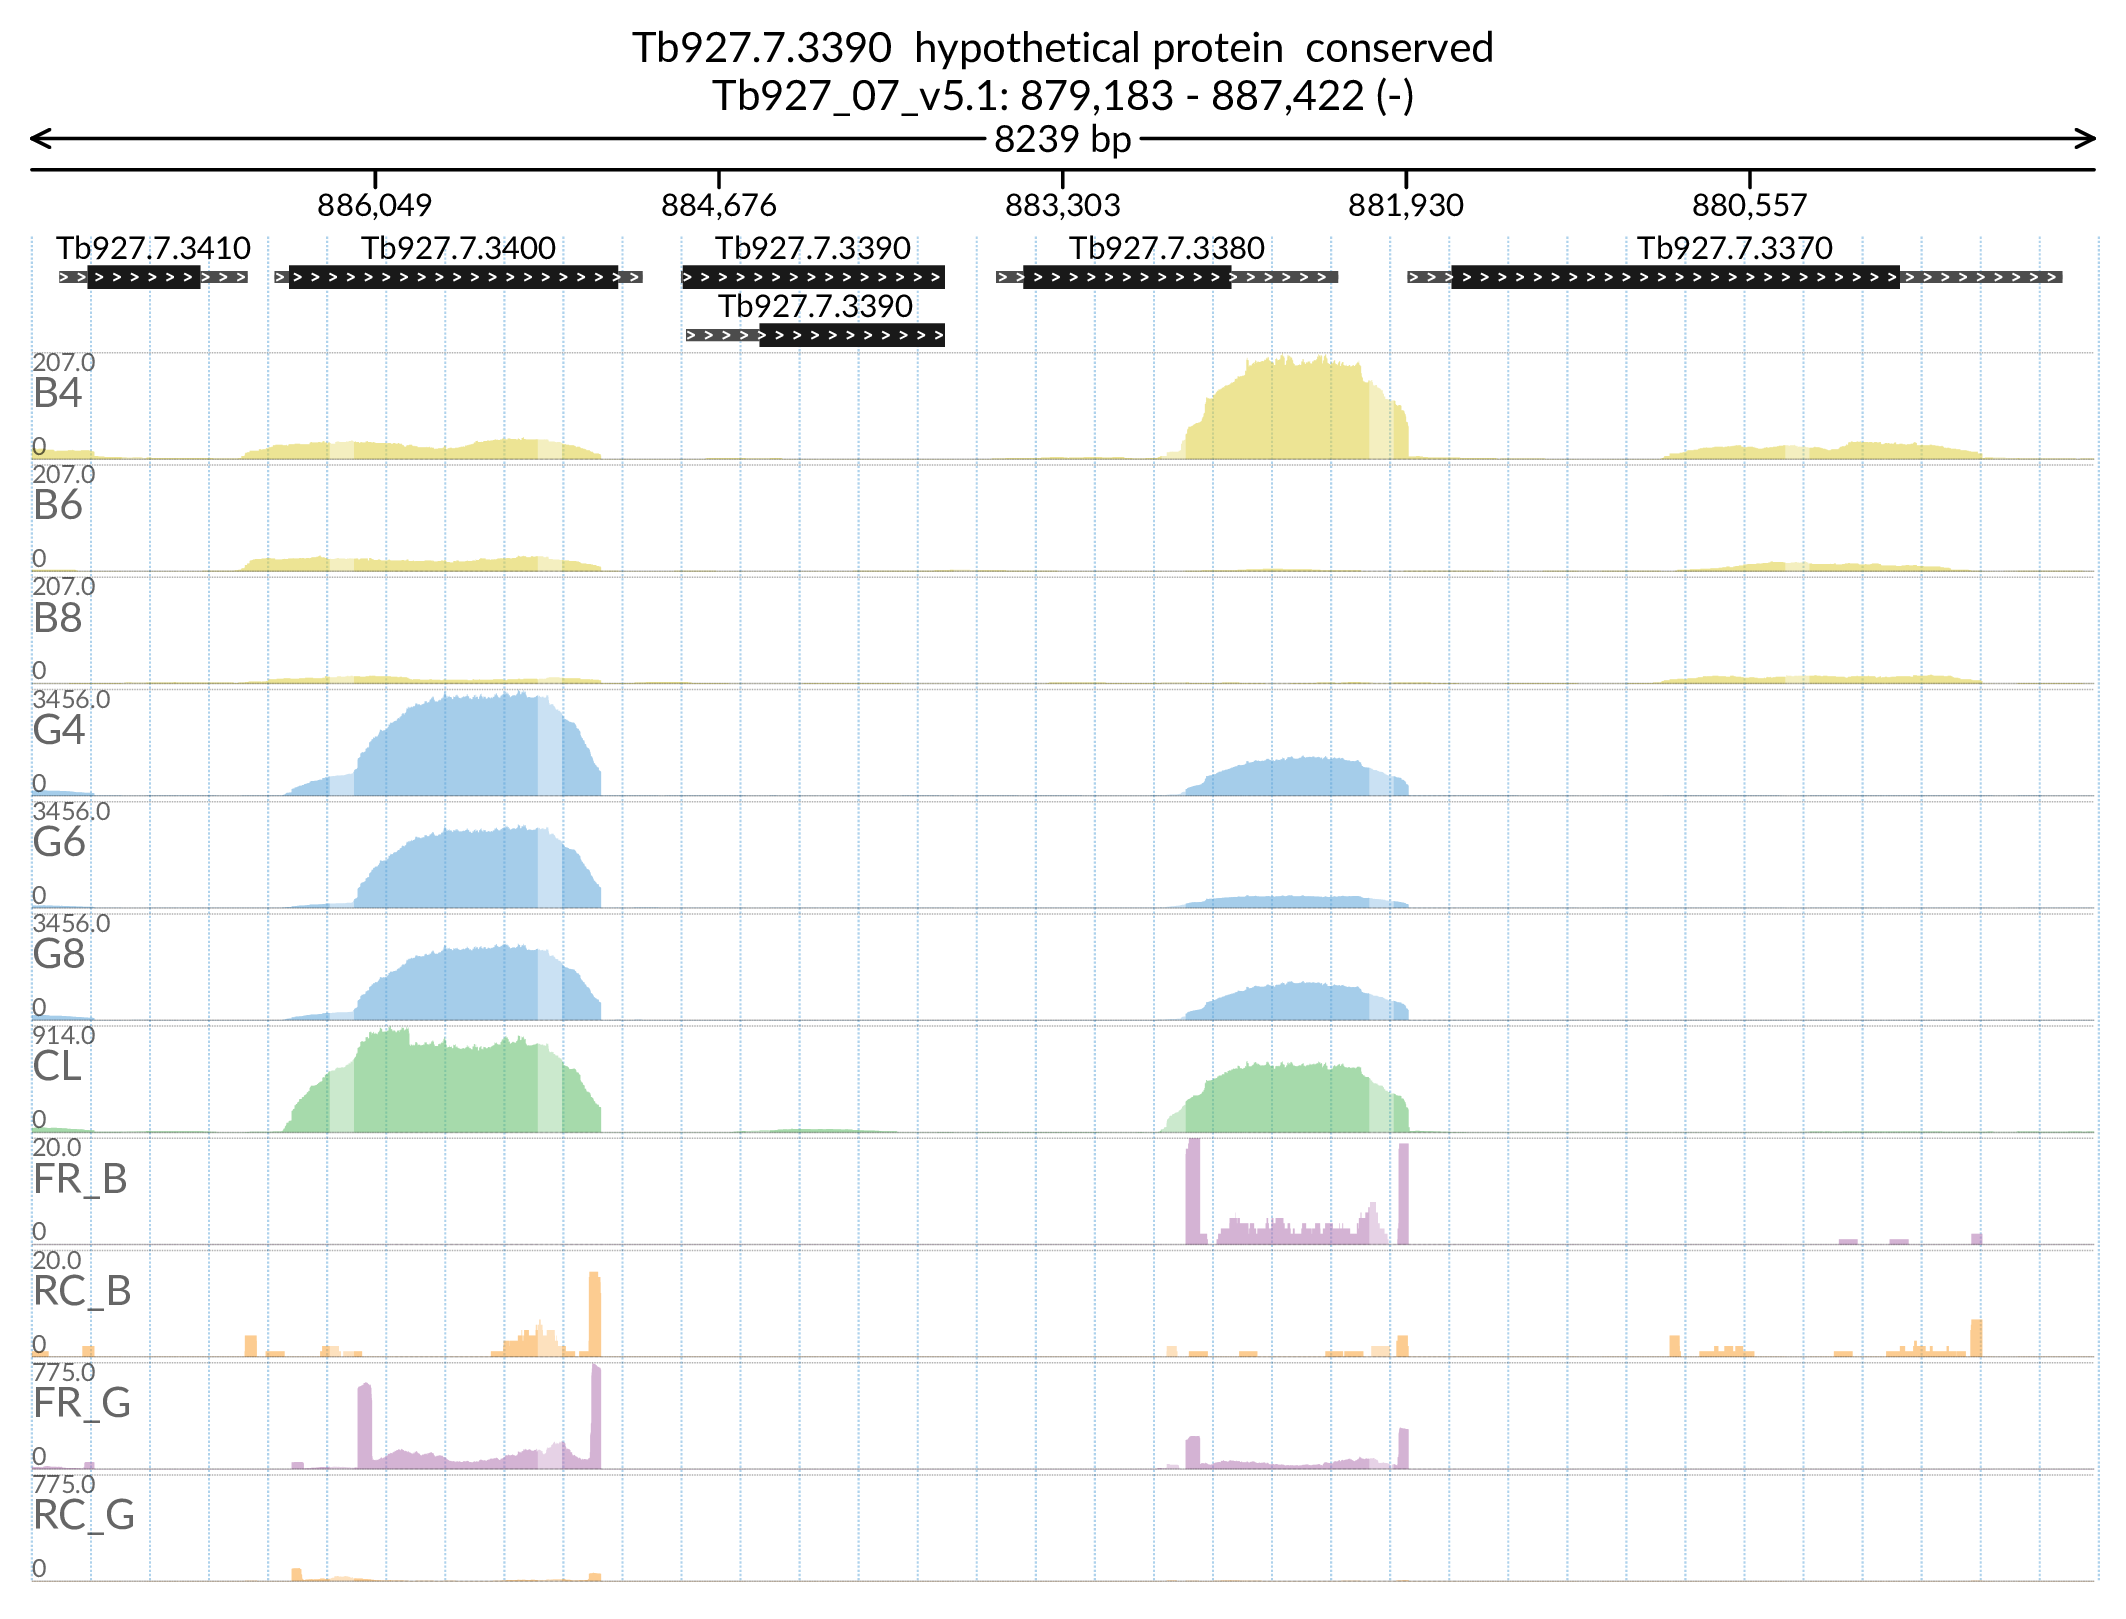 Tb927.7.3390 hypothetical protein conserved
Tb927_07_v5.1: 879,183 - 887,422 (-)
8239 bp
886,049 884,676 883,303 881,930 880,557
Tb927.7.3410 Tb927.7.3400 Tb927.7.3390 Tb927.7.3380 Tb927.7.3370
Tb927.7.3390
207.0
B4
0
207.0
B6
0
207.0
B8
0
3456.0
G4
0
3456.0
G6
0
3456.0
G8
0
914.0
CL
0
20.0
FR_B
0
20.0
RC_B
0
775.0
FR_G
0
775.0
RC_G
0